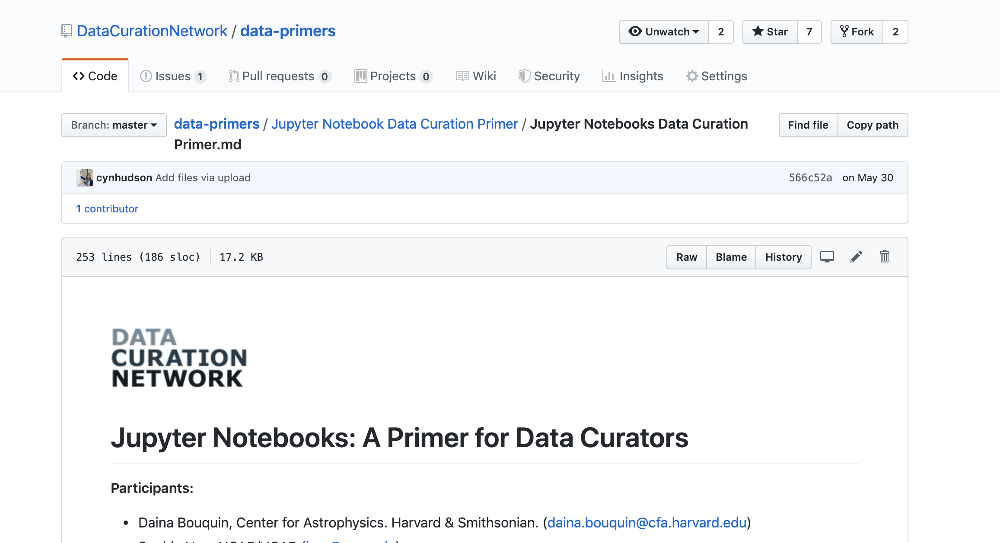 DataCurationNetwork / data-primers
Unwatch 2 Star 7 Fork 2
Code Issues 1 Pull requests 0 Projects 0 Wiki Security Insights Settings
Branch: master data-primers / Jupyter Notebook Data Curation Primer / Jupyter Notebooks Data Curation Find file Copy path
Primer.md
cynhudson Add files via upload 566c52a on May 30
1 contributor
253 lines (186 sloc) 17.2 KB Raw Blame History
DATA
CURATION
NETWORK
Jupyter Notebooks: A Primer for Data Curators
Participants:
• Daina Bouquin, Center for Astrophysics. Harvard & Smithsonian. (daina.bouquin@cfa.harvard.edu)